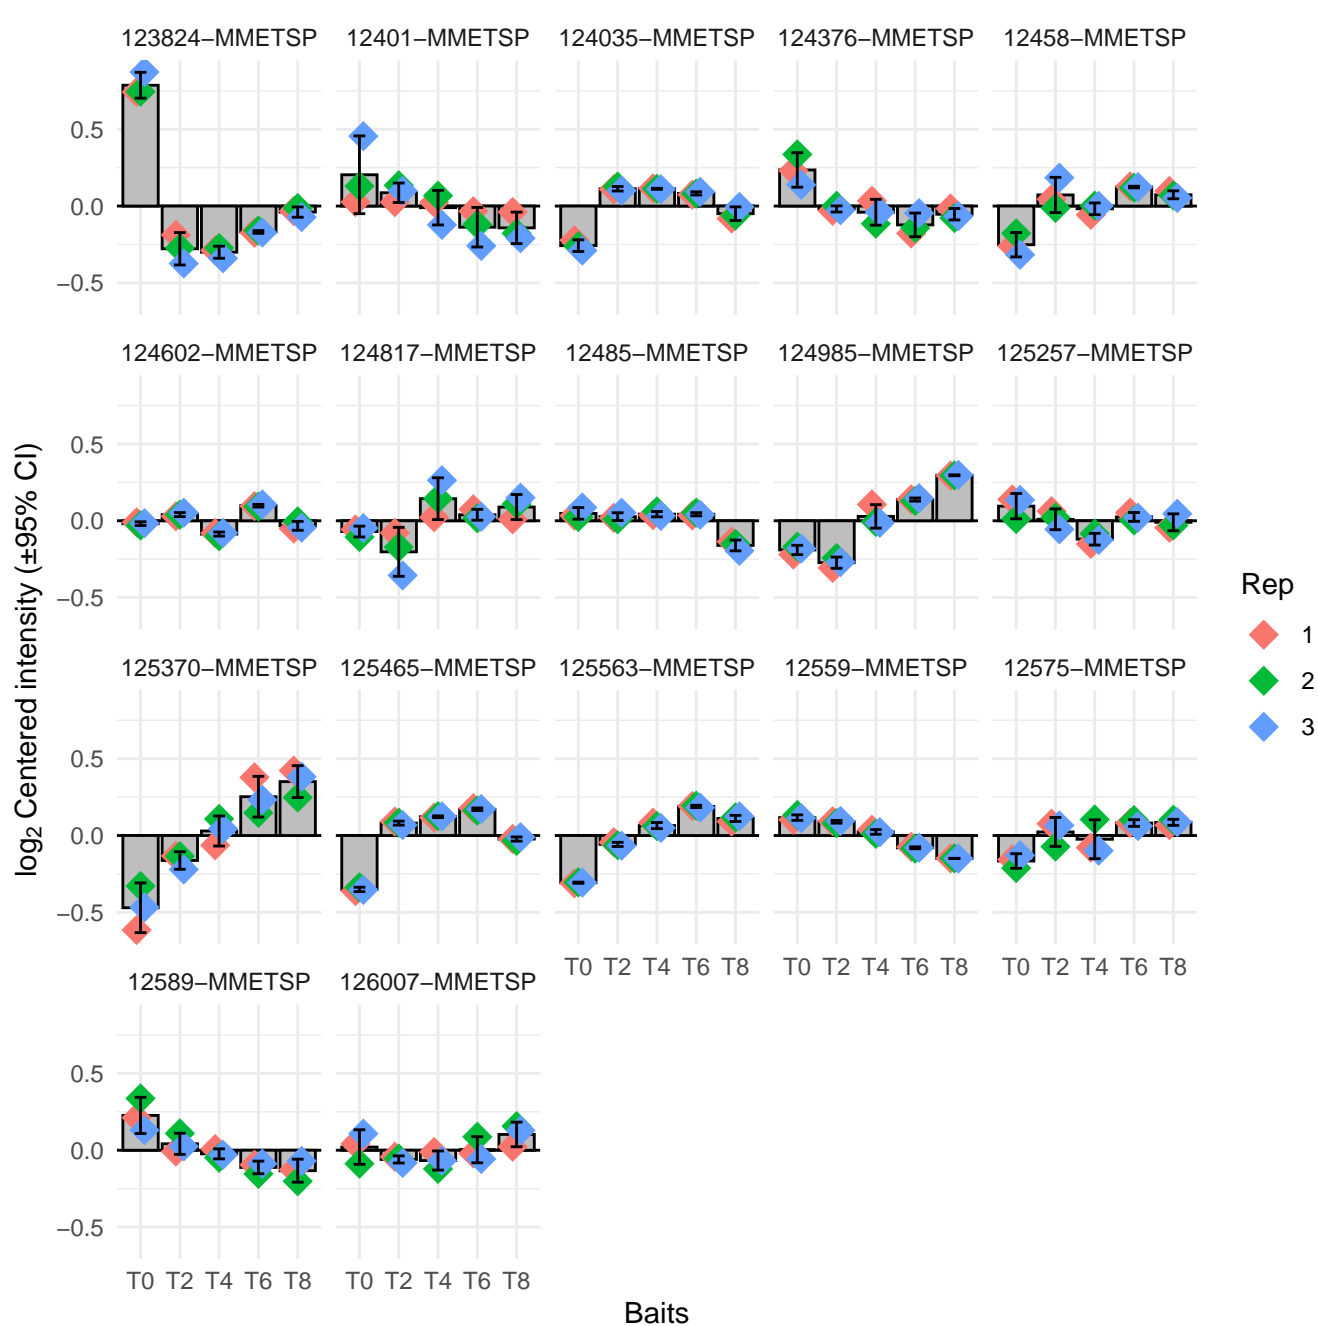 123824−MMETSP 12401−MMETSP 124035−MMETSP 124376−MMETSP 12458−MMETSP
0.5
0.0
−0.5
124602−MMETSP 124817−MMETSP 12485−MMETSP 124985−MMETSP 125257−MMETSP
0.5
0.0
−0.5
125370−MMETSP 125465−MMETSP 125563−MMETSP 12559−MMETSP 12575−MMETSP
0.5
0.0
−0.5
T0 T2 T4 T6 T8 T0 T2 T4 T6 T8 T0 T2 T4 T6 T8
12589−MMETSP 126007−MMETSP
0.5
0.0
−0.5
T0 T2 T4 T6 T8 T0 T2 T4 T6 T8
Baits
log₂ Centered intensity (±95% CI)
Rep
1
2
3